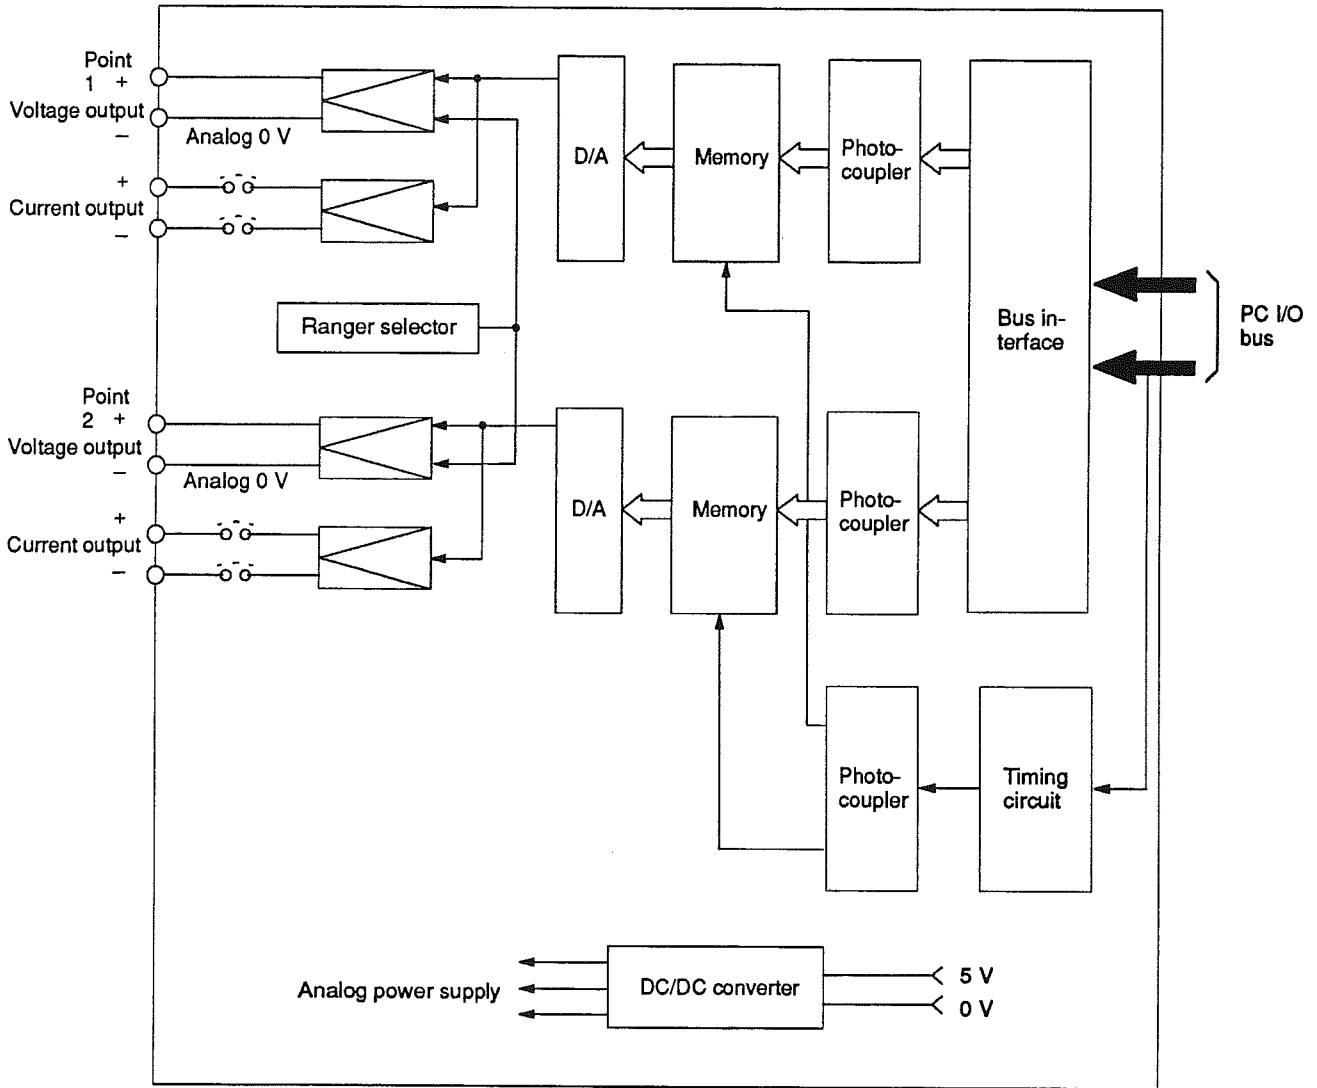 Point
1 +
Voltage output
–
Analog 0 V
+
Current output
–
D/A
Memory
Photo-
coupler
Bus in-
terface
PC I/O
bus
Ranger selector
Point
2 +
Voltage output
–
Analog 0 V
+
Current output
–
D/A
Memory
Photo-
coupler
Photo-
coupler
Timing
circuit
Analog power supply
DC/DC converter
5 V
0 V